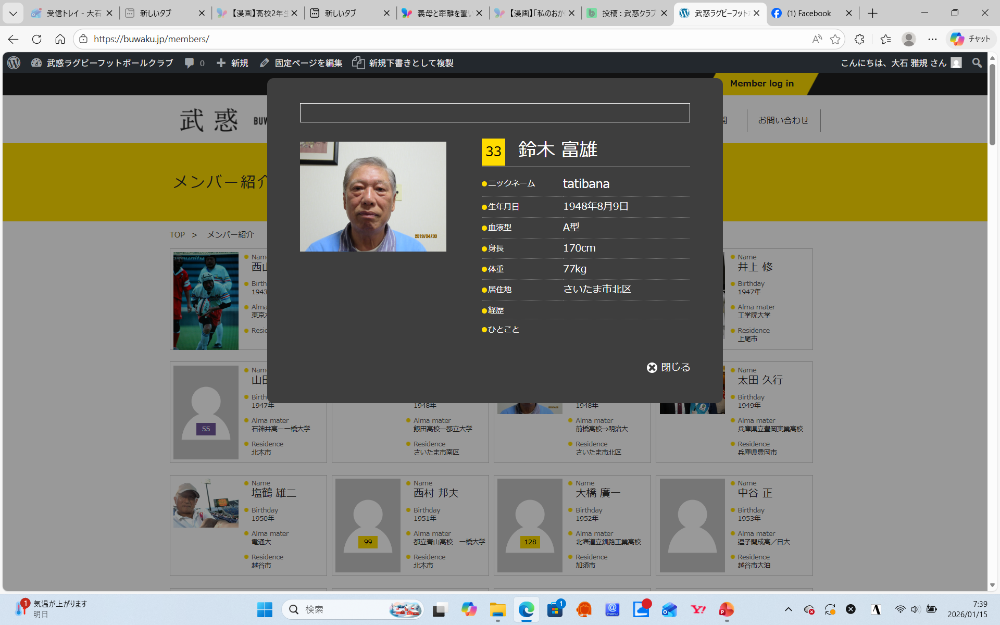 受信トレイ - 大石
新しいタブ
【漫画】高校2年生
新しいタブ
義母と距離を置い
【漫画】「私のおか
投稿 : 武惑クラブ
武惑ラグビーフットボ
(1) Facebook
https://buwaku.jp/members/
チャット
武惑ラグビーフットボールクラブ
0
新規
固定ページを編集
新規下書きとして複製
こんにちは、大石 雅規 さん
Member log in
武惑
BUW
開
お問い合わせ
メンバー紹介
TOP > メンバー紹介
33
鈴木 富雄
ニックネーム
tatibana
生年月日
1948年8月9日
血液型
A型
身長
170cm
体重
77kg
居住地
さいたま市北区
経歴
ひとこと
閉じる
2019/04/30
ommunity
Name
西山
Birth
1943
Alma
東京水
Resid
Name
井上 修
Birthday
1947年
Alma mater
工学院大学
Residence
上尾市
55
Name
山田
Birth
1947年
Alma mater
石神井高ー一橋大学
Residence
北本市
1948年
Alma mater
飯田高校―都立大学
Residence
さいたま市南区
1948年
Alma mater
前橋高校→明治大
Residence
さいたま市北区
Name
太田 久行
Birthday
1949年
Alma mater
兵庫県立豊岡実業高校
Residence
兵庫県豊岡市
Name
塩鶴 雄二
Birthday
1950年
Alma mater
電通大
Residence
越谷市
99
Name
西村 邦夫
Birthday
1951年
Alma mater
都立青山高校　一橋大学
Residence
北本市
128
Name
大橋 廣一
Birthday
1952年
Alma mater
北海道立釧路工業高校
Residence
加須市
Name
中谷 正
Birthday
1953年
Alma mater
逗子開成高／日大
Residence
越谷市大泊
1
気温が上がります
明日
検索
1
@
menu
Y!
A
7:39
2026/01/15